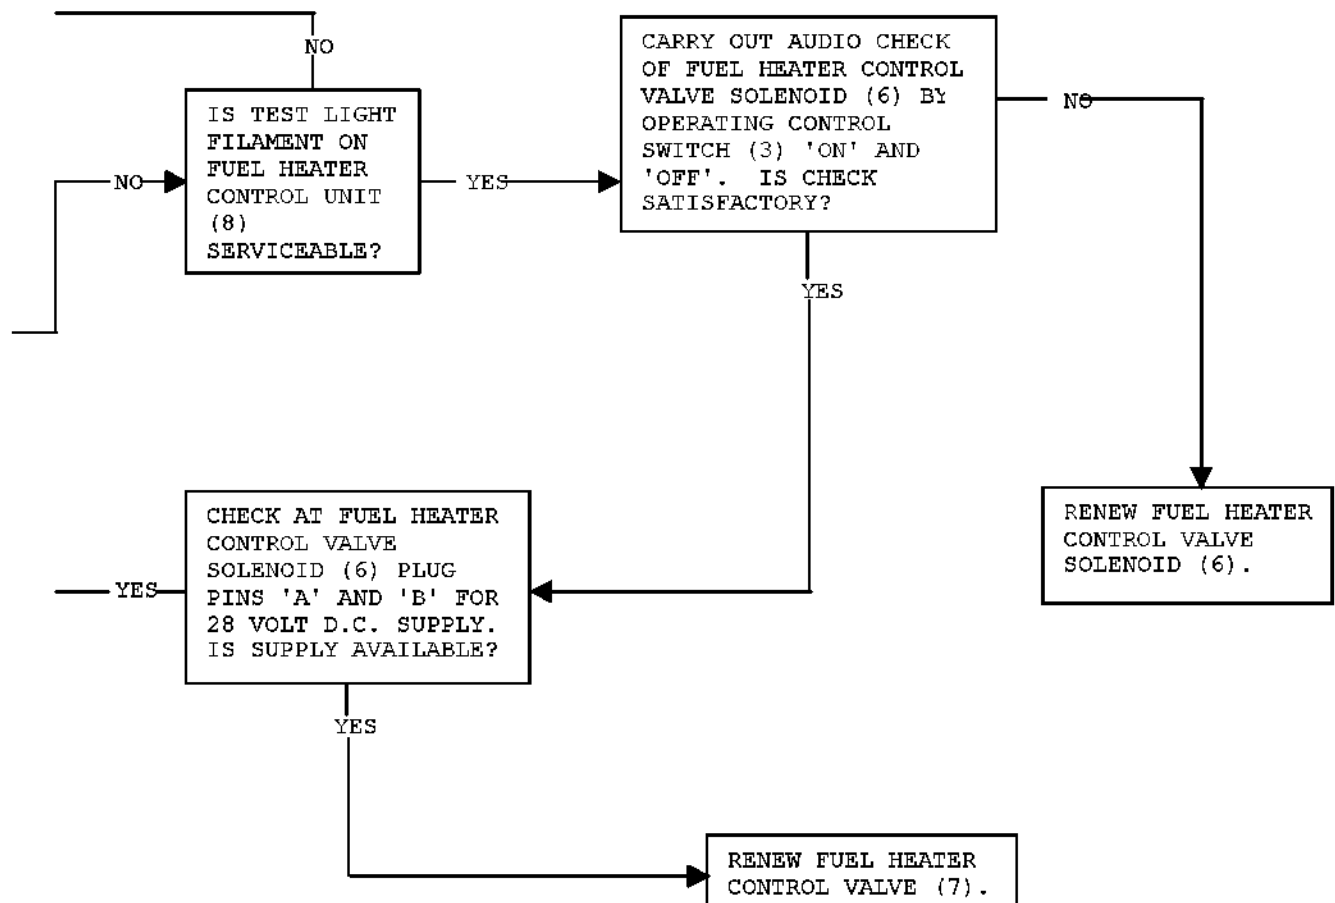 NO
IS TEST LIGHT
FILAMENT ON
FUEL HEATER
CONTROL UNIT
(8)
SERVICEABLE?
NO
YES
CARRY OUT AUDIO CHECK
OF FUEL HEATER CONTROL
VALVE SOLENOID (6) BY
OPERATING CONTROL
SWITCH (3) 'ON' AND
'OFF'. IS CHECK
SATISFACTORY?
NO
YES
CHECK AT FUEL HEATER
CONTROL VALVE
SOLENOID (6) PLUG
PINS 'A' AND 'B' FOR
28 VOLT D.C. SUPPLY.
IS SUPPLY AVAILABLE?
YES
YES
RENEW FUEL HEATER
CONTROL VALVE
SOLENOID (6).
RENEW FUEL HEATER
CONTROL VALVE (7).